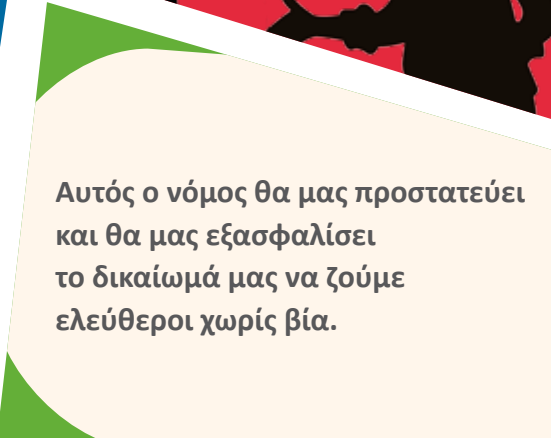 Αυτός ο νόμος θα μας προστατεύει
και θα μας εξασφαλίσει
το δικαίωμά μας να ζούμε
ελεύθεροι χωρίς βία.